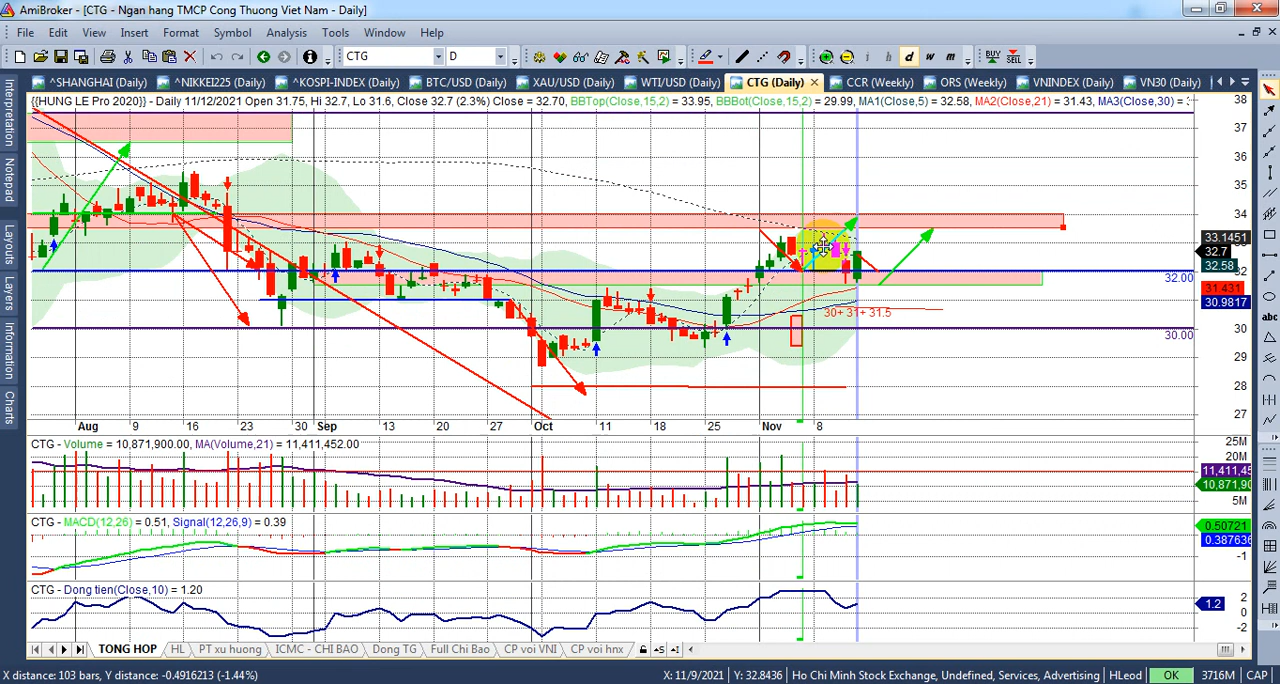 AmiBroker - [CTG - Ngan hang TMCP Cong Thuong Viet Nam - Daily]
File Edit View Insert Format Symbol Analysis Tools Window Help
CTG D i h d w m BUY SELL
^SHANGHAI (Daily) ^NIKKEI225 (Daily) ^KOSPI-INDEX (Daily) BTC/USD (Daily) XAU/USD (Daily) WTI/USD (Daily) CTG (Daily) CCR (Weekly) ORS (Weekly) VNINDEX (Daily) VN30 (Daily)
Interpretation
Notepad
Layouts
Layers
Information
Charts
{{HUNG LE Pro 2020}} - Daily 11/12/2021 Open 31.75, Hi 32.7, Lo 31.6, Close 32.7 (2.3%) Close = 32.70, BBTop(Close,15,2) = 33.95, BBBot(Close,15,2) = 29.99, MA1(Close,5) = 32.58, MA2(Close,21) = 31.43, MA3(Close,30) = 3
38
37
36
35
34
33.1451
32.7
32.58
32
32.00
31.431
30.9817
30+ 31+ 31.5
30
30.00
29
28
27
Aug 9 16 23 30 Sep 13 20 27 Oct 11 18 25 Nov 8
CTG - Volume = 10,871,900.00, MA(Volume,21) = 11,411,452.00
25M
20M
11,411,45
10,871,90
5M
CTG - MACD(12,26) = 0.51, Signal(12,26,9) = 0.39
0.50721
0.387636
-1
CTG - Dong tien(Close,10) = 1.20
2
1.2
0
-2
abc
TONG HOP HL PT xu huong ICMC - CHI BAO Dong TG Full Chi Bao CP voi VNI CP voi hnx
X distance: 103 bars, Y distance: -0.4916213 (-1.44%) X: 11/9/2021 Y: 32.8436 Ho Chi Minh Stock Exchange, Undefined, Services, Advertising HLeod OK 3716M CAP